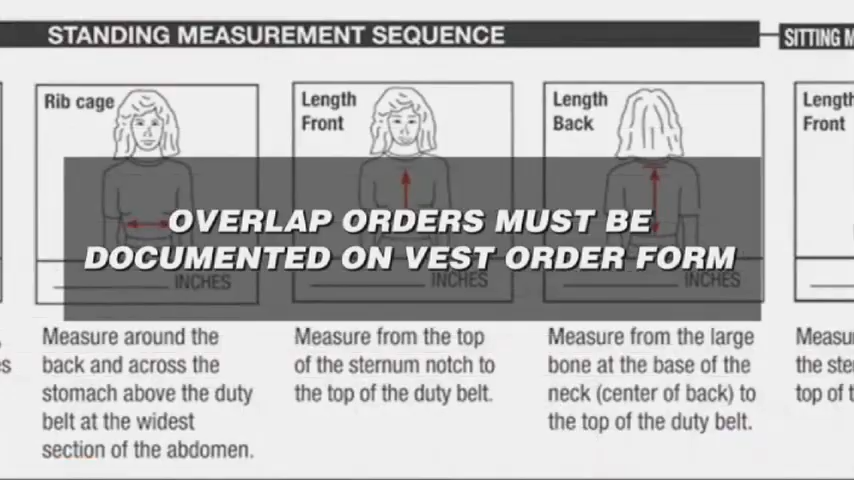 STANDING MEASUREMENT SEQUENCE
SITTING
Rib cage
Length
Front
Length
Back
Length
Front
OVERLAP ORDERS MUST BE
DOCUMENTED ON VEST ORDER FORM
INCHES
INCHES
INCHES
Measure around the
back and across the
stomach above the duty
belt at the widest
section of the abdomen.
Measure from the top
of the sternum notch to
the top of the duty belt.
Measure from the large
bone at the base of the
neck (center of back) to
the top of the duty belt.
the
top of